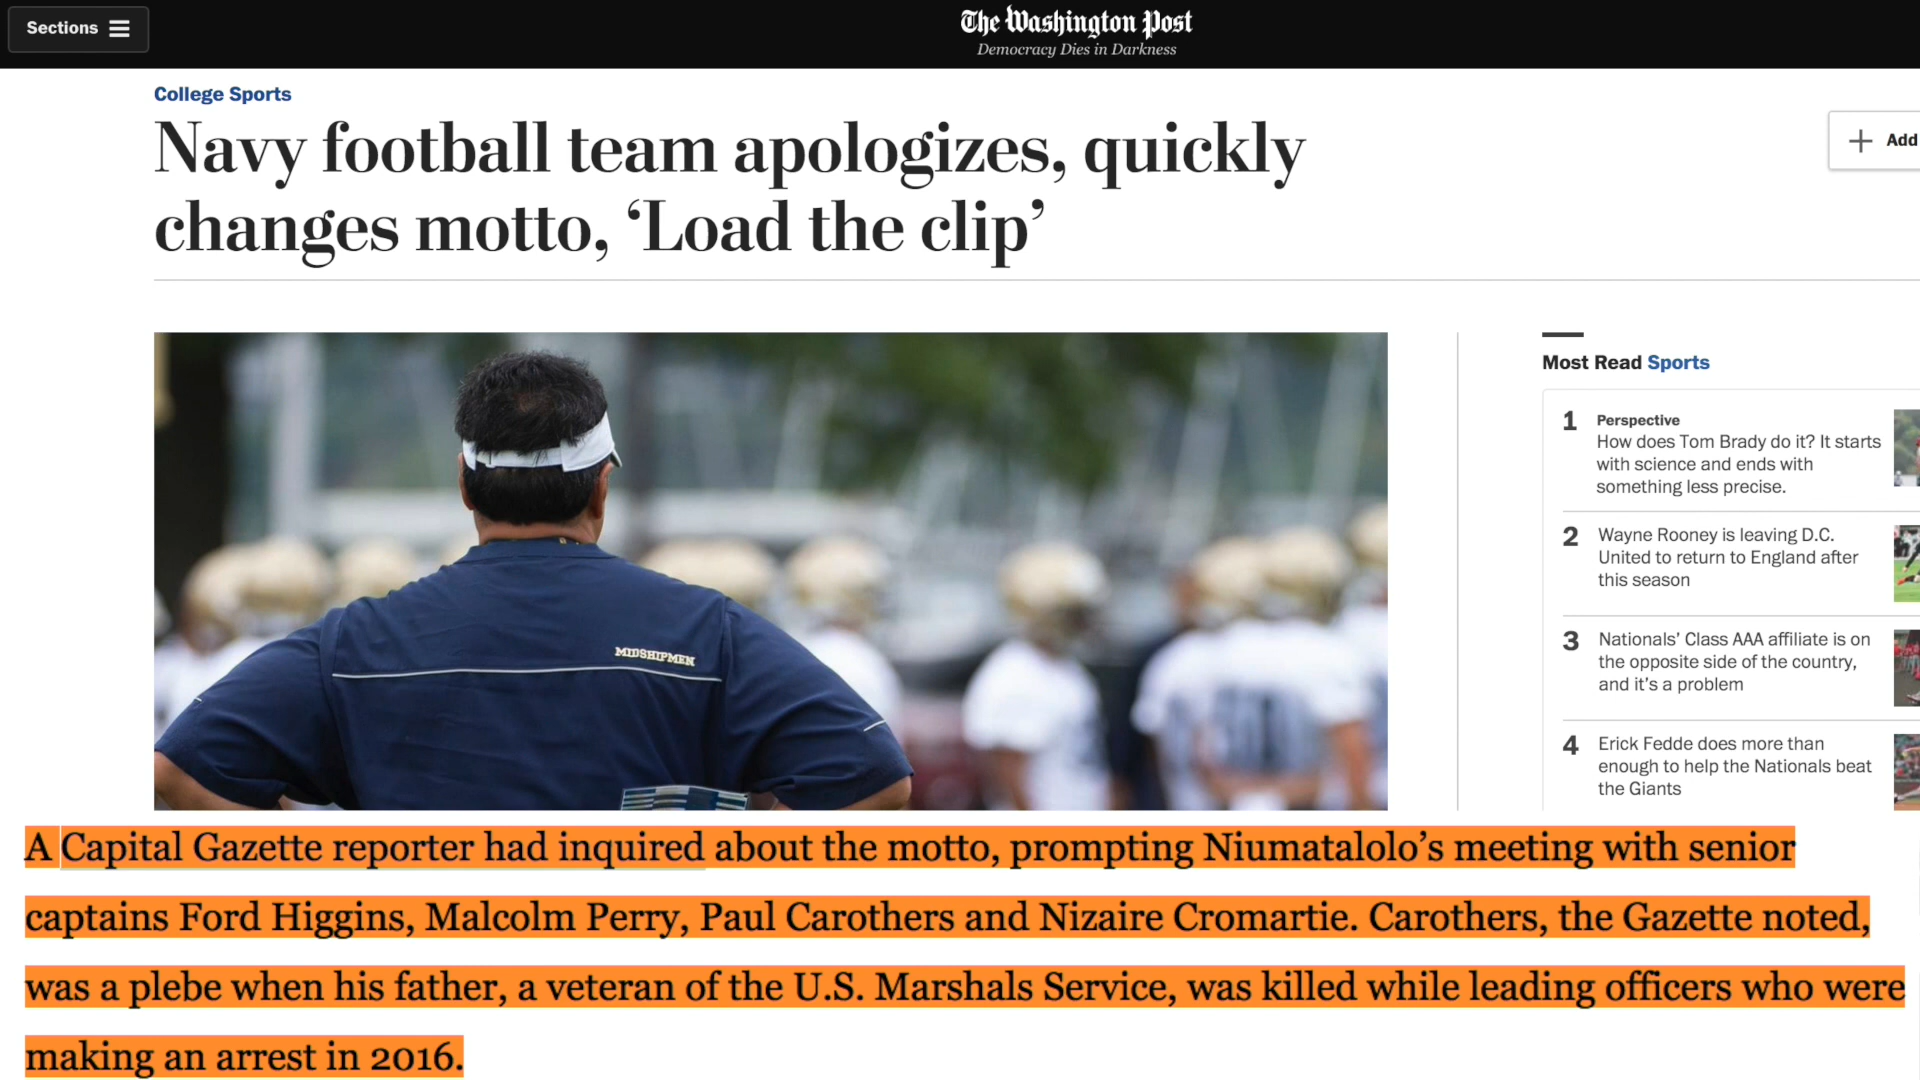 Sections
The Washington Post
Democracy Dies in Darkness
College Sports
Navy football team apologizes, quickly
changes motto, ‘Load the clip’
Add
MIDSHIPMEN
Most Read Sports
1 Perspective
How does Tom Brady do it? It starts
with science and ends with
something less precise.
2 Wayne Rooney is leaving D.C.
United to return to England after
this season
3 Nationals’ Class AAA affiliate is on
the opposite side of the country,
and it’s a problem
4 Erick Fedde does more than
enough to help the Nationals beat
the Giants
A Capital Gazette reporter had inquired about the motto, prompting Niumatalolo’s meeting with senior
captains Ford Higgins, Malcolm Perry, Paul Carothers and Nizaire Cromartie. Carothers, the Gazette noted,
was a plebe when his father, a veteran of the U.S. Marshals Service, was killed while leading officers who were
making an arrest in 2016.